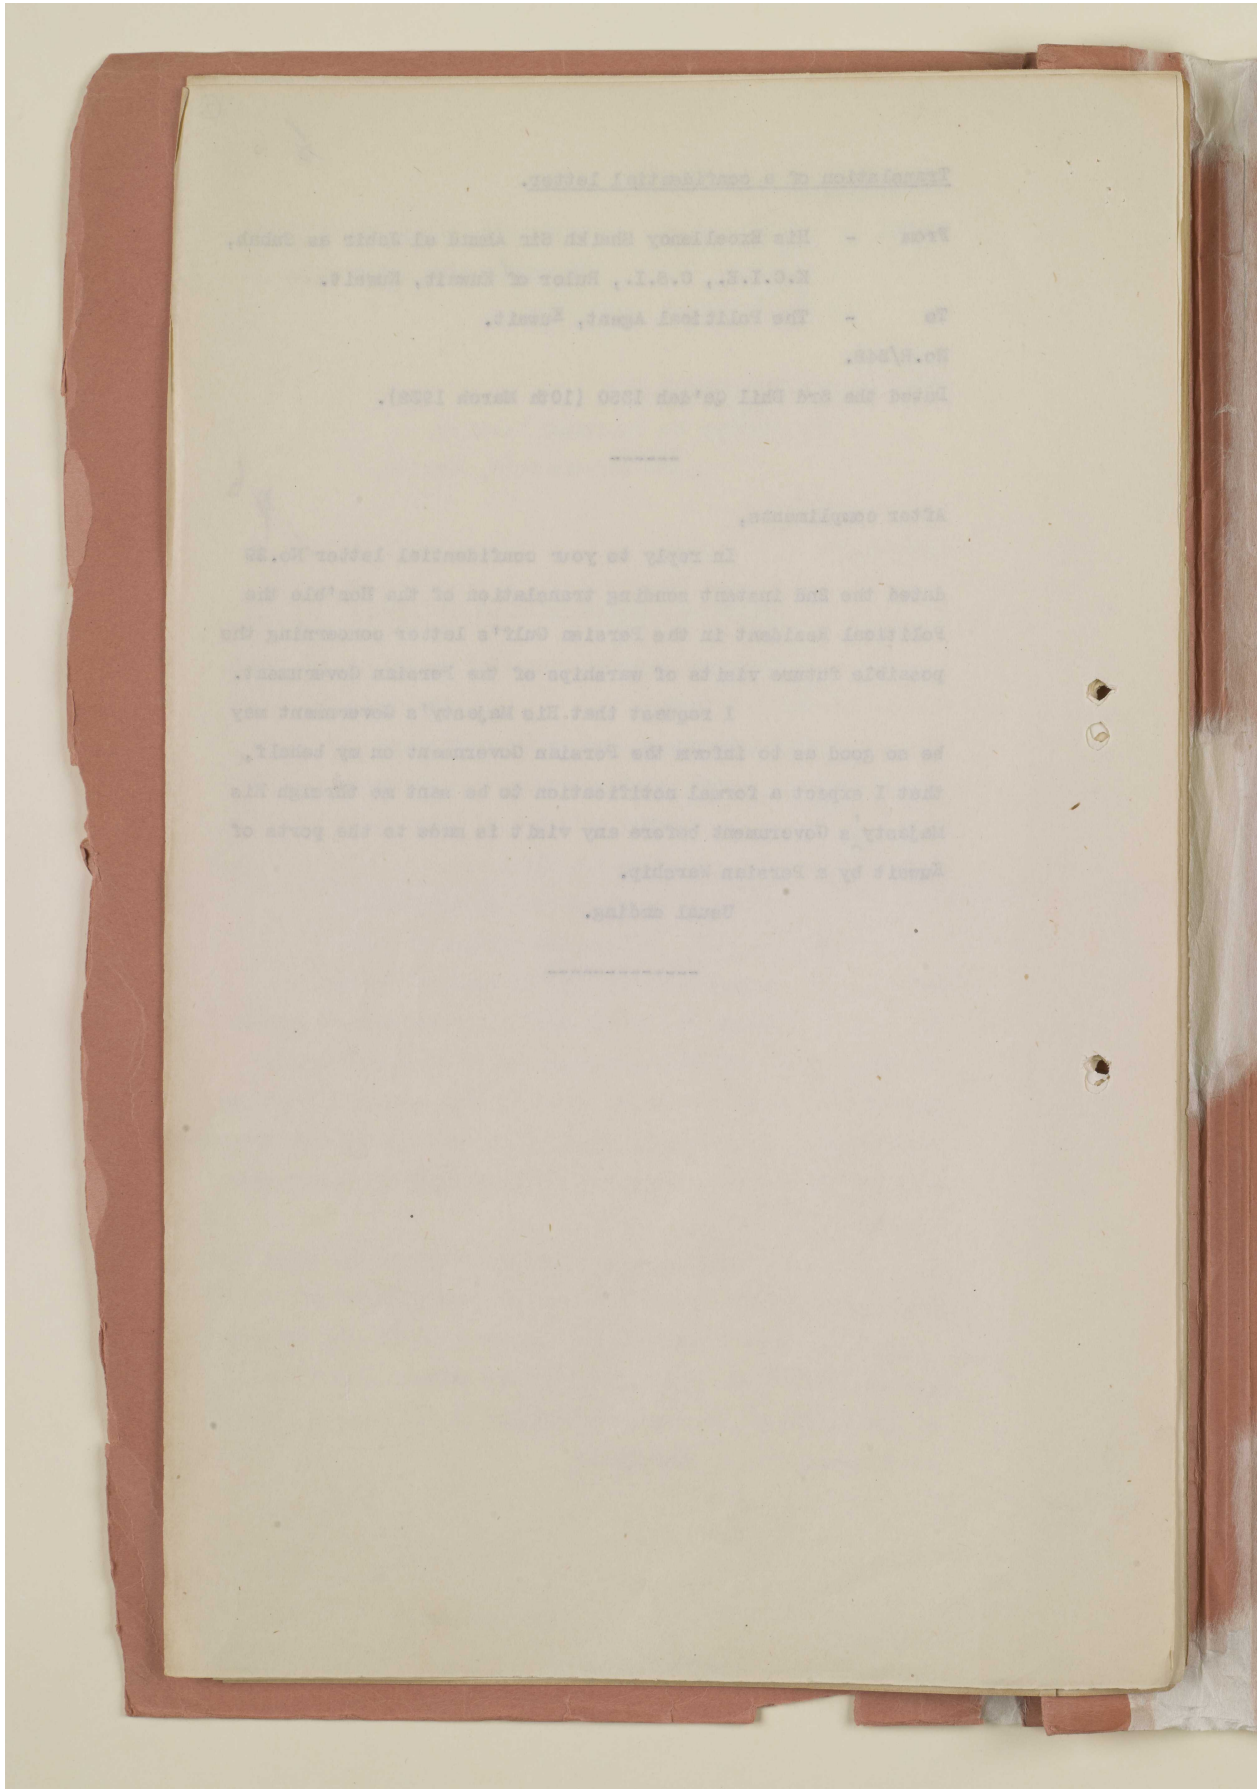 Translation of a confidential letter.
From - His Excellency Shaikh Sir Ahmad al Jabir as Subah,
K.C.I.E., C.S.I., Ruler of Kuwait, Kuwait.
To - The Political Agent, Kuwait.
Dated the 3rd Dhil Qa'dah 1350 (10th March 1932).
After compliments,
In reply to your confidential letter No.
dated the 2nd instant sending translation of the Hon'ble the
Political Resident in the Persian Gulf's letter concerning the
possible future visits of warships of the Persian Government.
I request that His Majesty's Government may
be so good as to inform the Persian Government on my behalf,
that I expect a formal notification to be sent me through His
Majesty's Government before any visit is made to the ports of
Kuwait by a Persian Warship.
Usual ending.